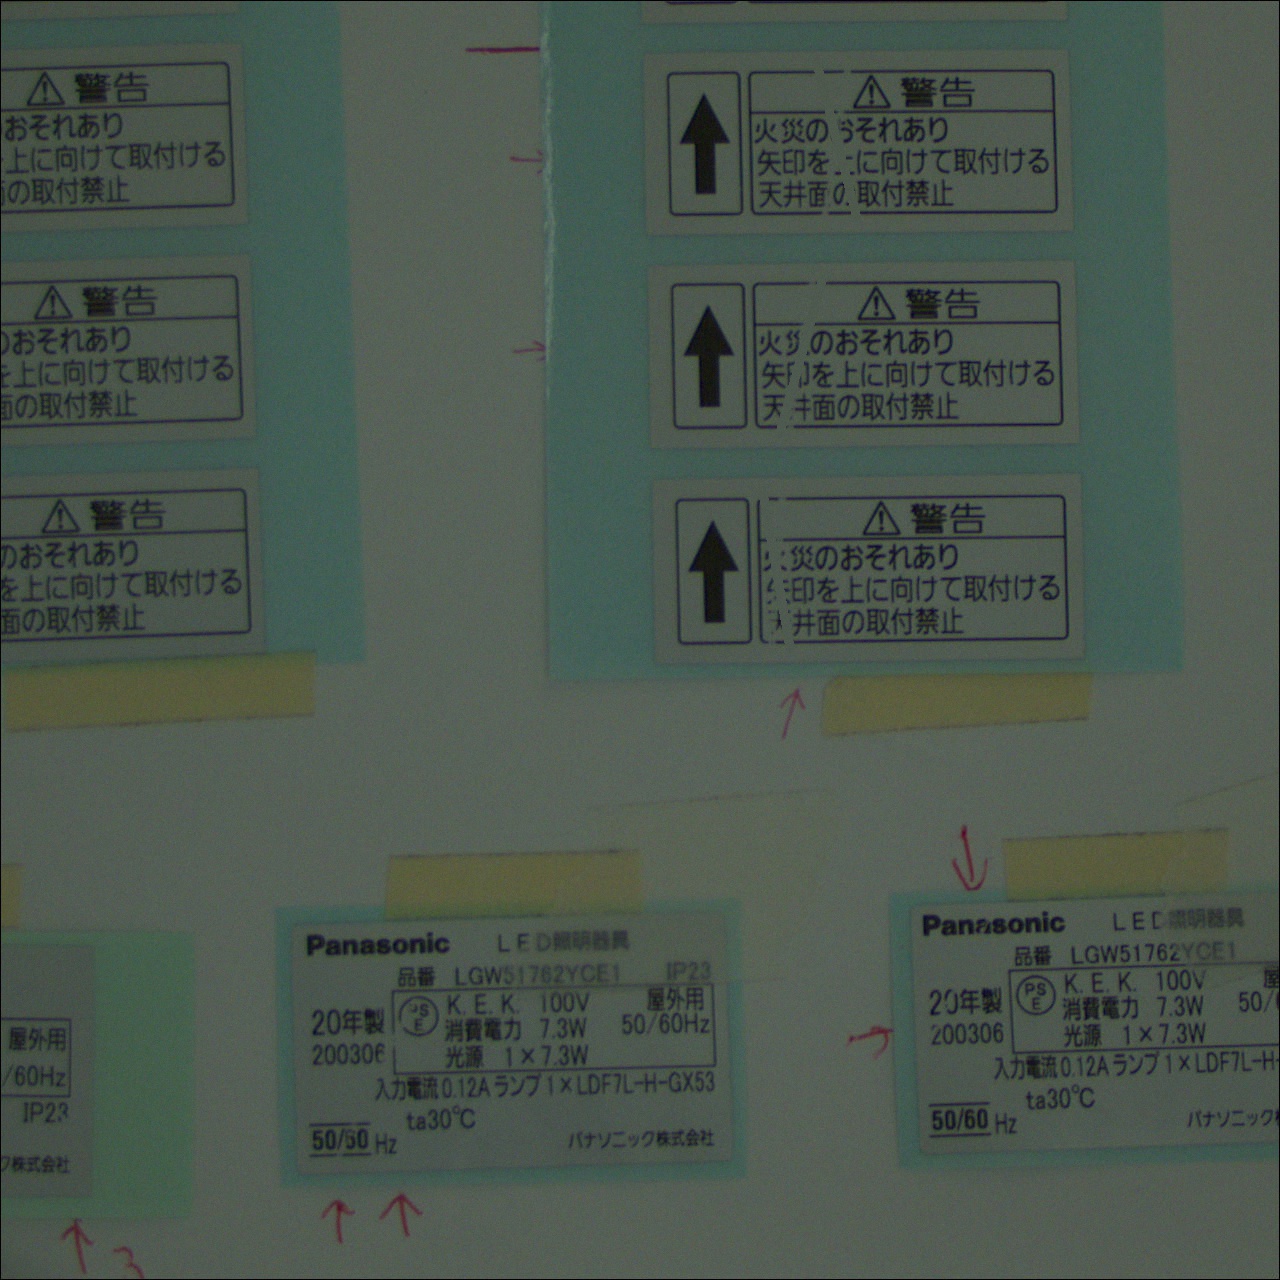 警告
おそれあり
上に向けて取付ける
の取付禁止
警告
のおそれあり
を上に向けて取付ける
面の取付禁止
警告
のおそれあり
を上に向けて取付ける
面の取付禁止
警告
火災の それあり
矢印を に向けて取付ける
天井面の取付禁止
警告
火災のおそれあり
矢印を上に向けて取付ける
天井面の取付禁止
警告
災のおそれあり
印を上に向けて取付ける
井面の取付禁止
屋外用
/60Hz
IP23
ク株式会社
3
Panasonic LED照明器具
品番 LGW51762YCE1 IP23
PS E K.E.K. 100V 屋外用
20年製 消費電力 7.3W 50/60Hz
200306 光源 1×7.3W
入力電流0.12A ランプ1×LDF7L-H-GX53
ta30℃
50/60 Hz パナソニック株式会社
Panasonic LED照明器具
品番 LGW51762YCE1
PS E K.E.K. 100V
20年製 消費電力 7.3W 50/
200306 光源 1×7.3W
入力電流0.12A ランプ1×LDF7L-H-
ta30℃
50/60 Hz パナソニック株式会